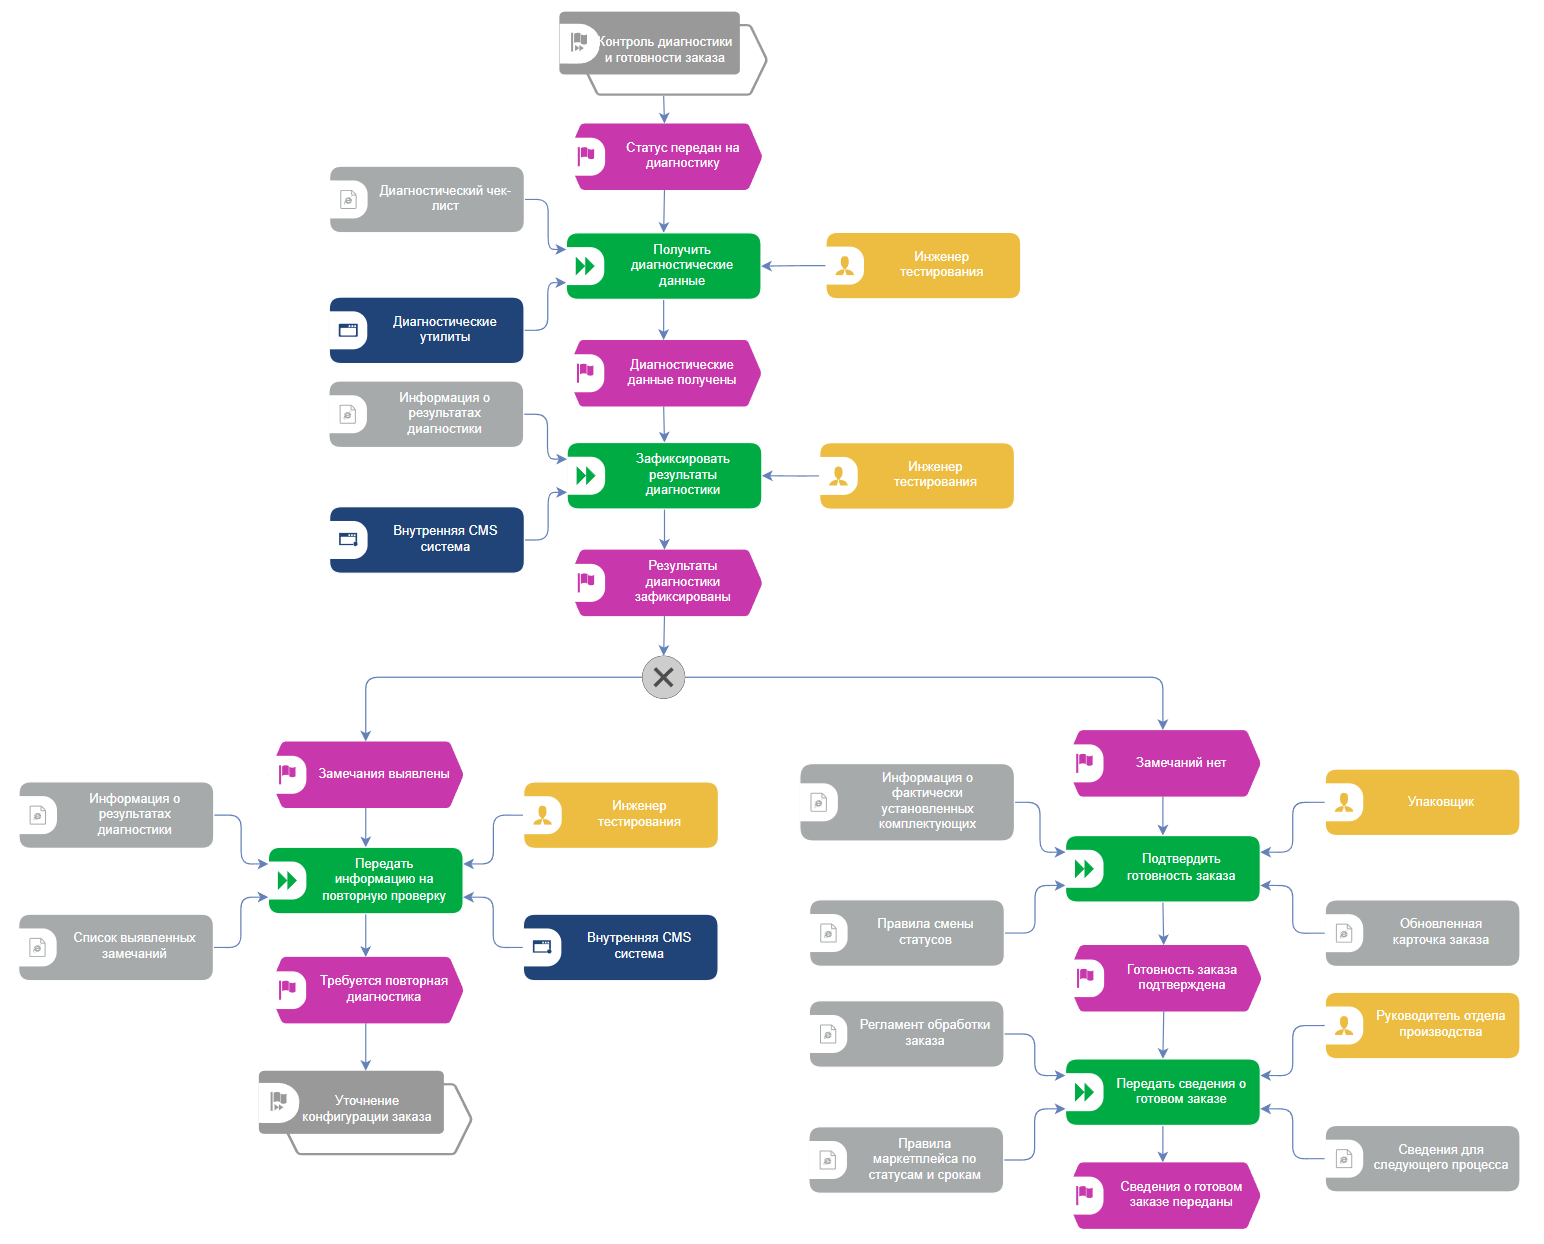 Контроль диагностики
и готовности заказа
Статус передан на
диагностику
Диагностический чек-
лист
Получить
диагностические
данные
Инженер
тестирования
Диагностические
утилиты
Диагностические
данные получены
Информация о
результатах
диагностики
Зафиксировать
результаты
диагностики
Инженер
тестирования
Внутренняя CMS
система
Результаты
диагностики
зафиксированы
Замечания выявлены
Информация о
результатах
диагностики
Инженер
тестирования
Передать
информацию на
повторную проверку
Список выявленных
замечаний
Внутренняя CMS
система
Требуется повторная
диагностика
Уточнение
конфигурации заказа
Замечаний нет
Информация о
фактически
установленных
комплектующих
Упаковщик
Подтвердить
готовность заказа
Правила смены
статусов
Обновленная
карточка заказа
Готовность заказа
подтверждена
Регламент обработки
заказа
Руководитель отдела
производства
Передать сведения о
готовом заказе
Правила
маркетплейса по
статусам и срокам
Сведения для
следующего процесса
Сведения о готовом
заказе переданы